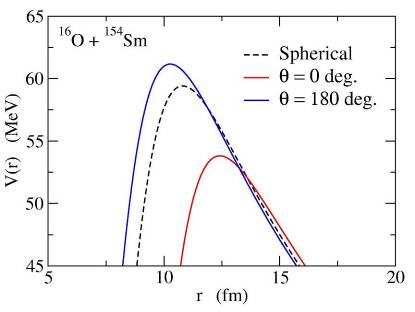 65
60
55
50
45
V(r) (MeV)
¹⁶O + ¹⁵⁴Sm
Spherical
θ = 0 deg.
θ = 180 deg.
5 10 15 20
r (fm)